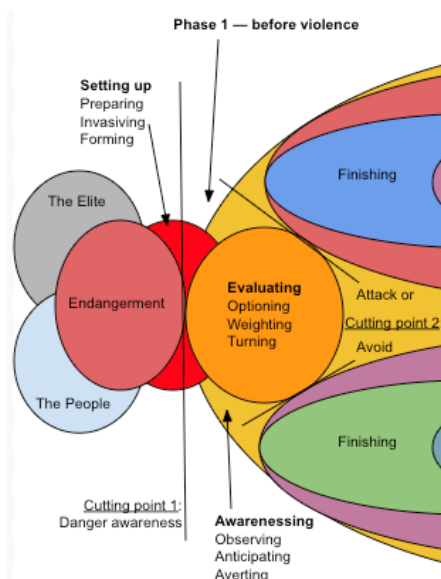 Phase 1 — before violence
Setting up
Preparing
Invasiving
Forming
The Elite
Endangerment
The People
Evaluating
Optioning
Weighting
Turning
Finishing
Attack or
Cutting point 2
Avoid
Finishing
Cutting point 1:
Danger awareness
Awarenessing
Observing
Anticipating
Averting